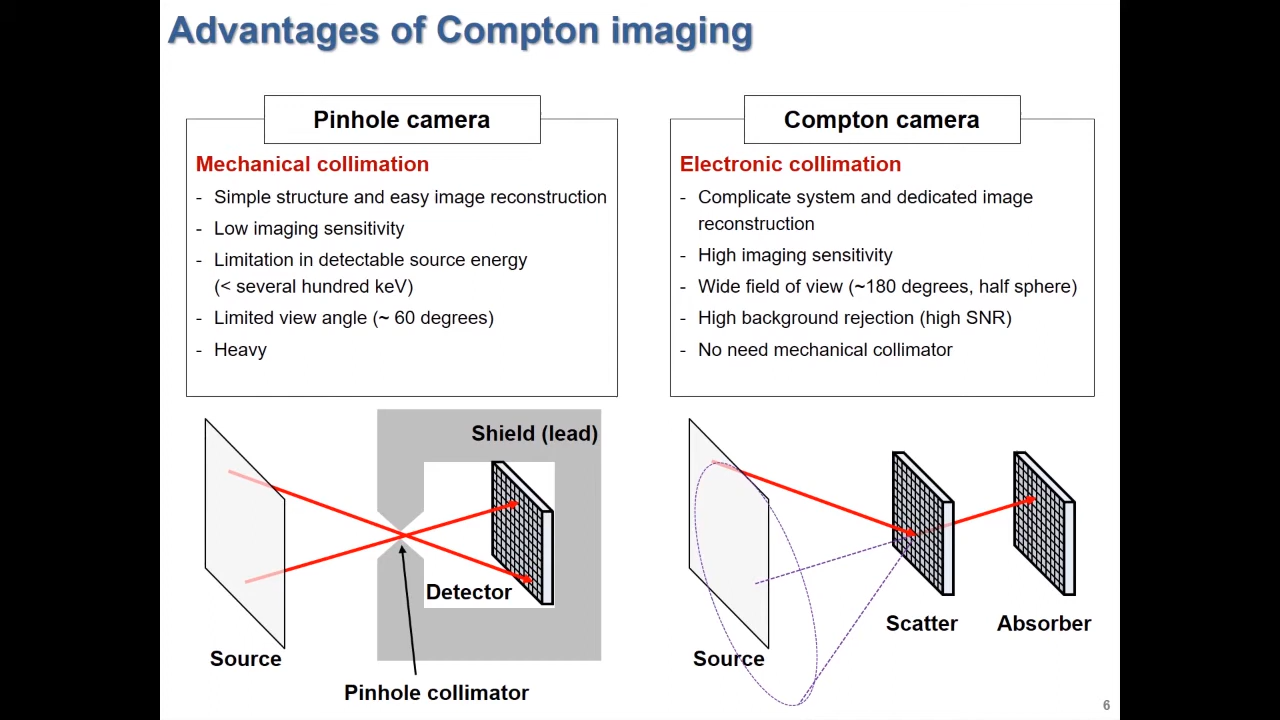 Advantages of Compton imaging
Pinhole camera
Mechanical collimation
- Simple structure and easy image reconstruction
- Low imaging sensitivity
- Limitation in detectable source energy
(< several hundred keV)
- Limited view angle (~ 60 degrees)
- Heavy
Compton camera
Electronic collimation
- Complicate system and dedicated image
reconstruction
- High imaging sensitivity
- Wide field of view (~180 degrees, half sphere)
- High background rejection (high SNR)
- No need mechanical collimator
Shield (lead)
Detector
Source
Pinhole collimator
Scatter
Absorber
Source
6